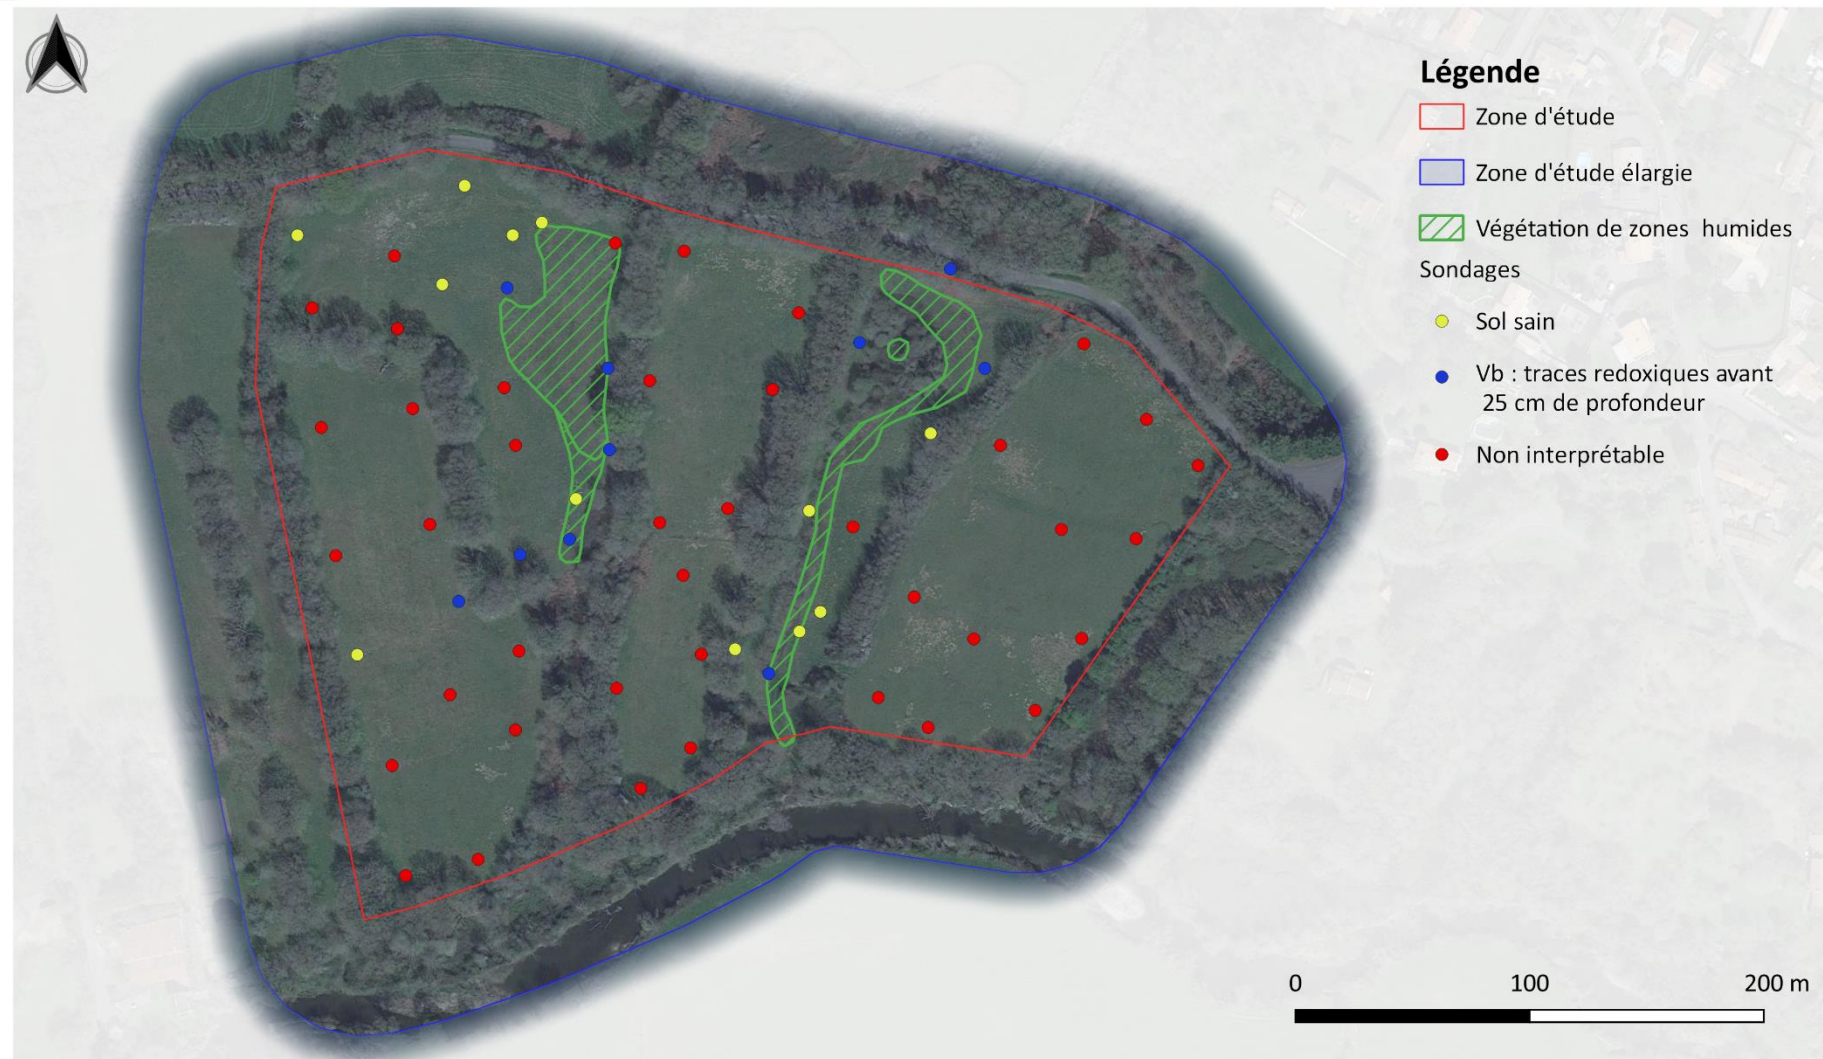 Légende
Zone d'étude
Zone d'étude élargie
Végétation de zones humides
Sondages
Sol sain
Vb : traces redoxiques avant
25 cm de profondeur
Non interprétable
0 100 200 m